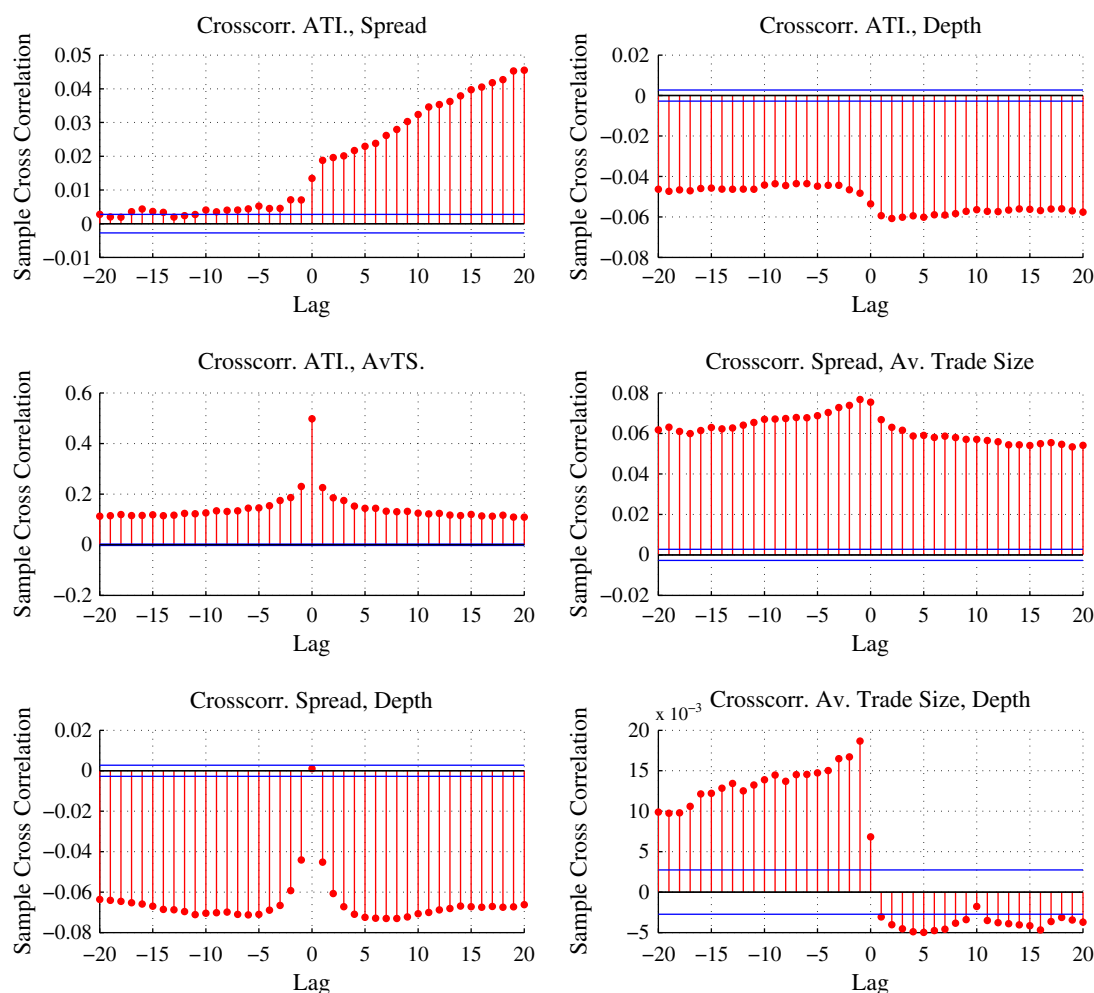 Crosscorr. ATI., Spread
0.05
0.04
0.03
0.02
0.01
0
−0.01
Sample Cross Correlation
−20 −15 −10 −5 0 5 10 15 20
Lag
Crosscorr. ATI., Depth
0.02
0
−0.02
−0.04
−0.06
−0.08
Sample Cross Correlation
−20 −15 −10 −5 0 5 10 15 20
Lag
Crosscorr. ATI., AvTS.
0.6
0.4
0.2
0
−0.2
Sample Cross Correlation
−20 −15 −10 −5 0 5 10 15 20
Lag
Crosscorr. Spread, Av. Trade Size
0.08
0.06
0.04
0.02
0
−0.02
Sample Cross Correlation
−20 −15 −10 −5 0 5 10 15 20
Lag
Crosscorr. Spread, Depth
0.02
0
−0.02
−0.04
−0.06
−0.08
Sample Cross Correlation
−20 −15 −10 −5 0 5 10 15 20
Lag
Crosscorr. Av. Trade Size, Depth
x 10⁻³
20
15
10
5
0
−5
Sample Cross Correlation
−20 −15 −10 −5 0 5 10 15 20
Lag